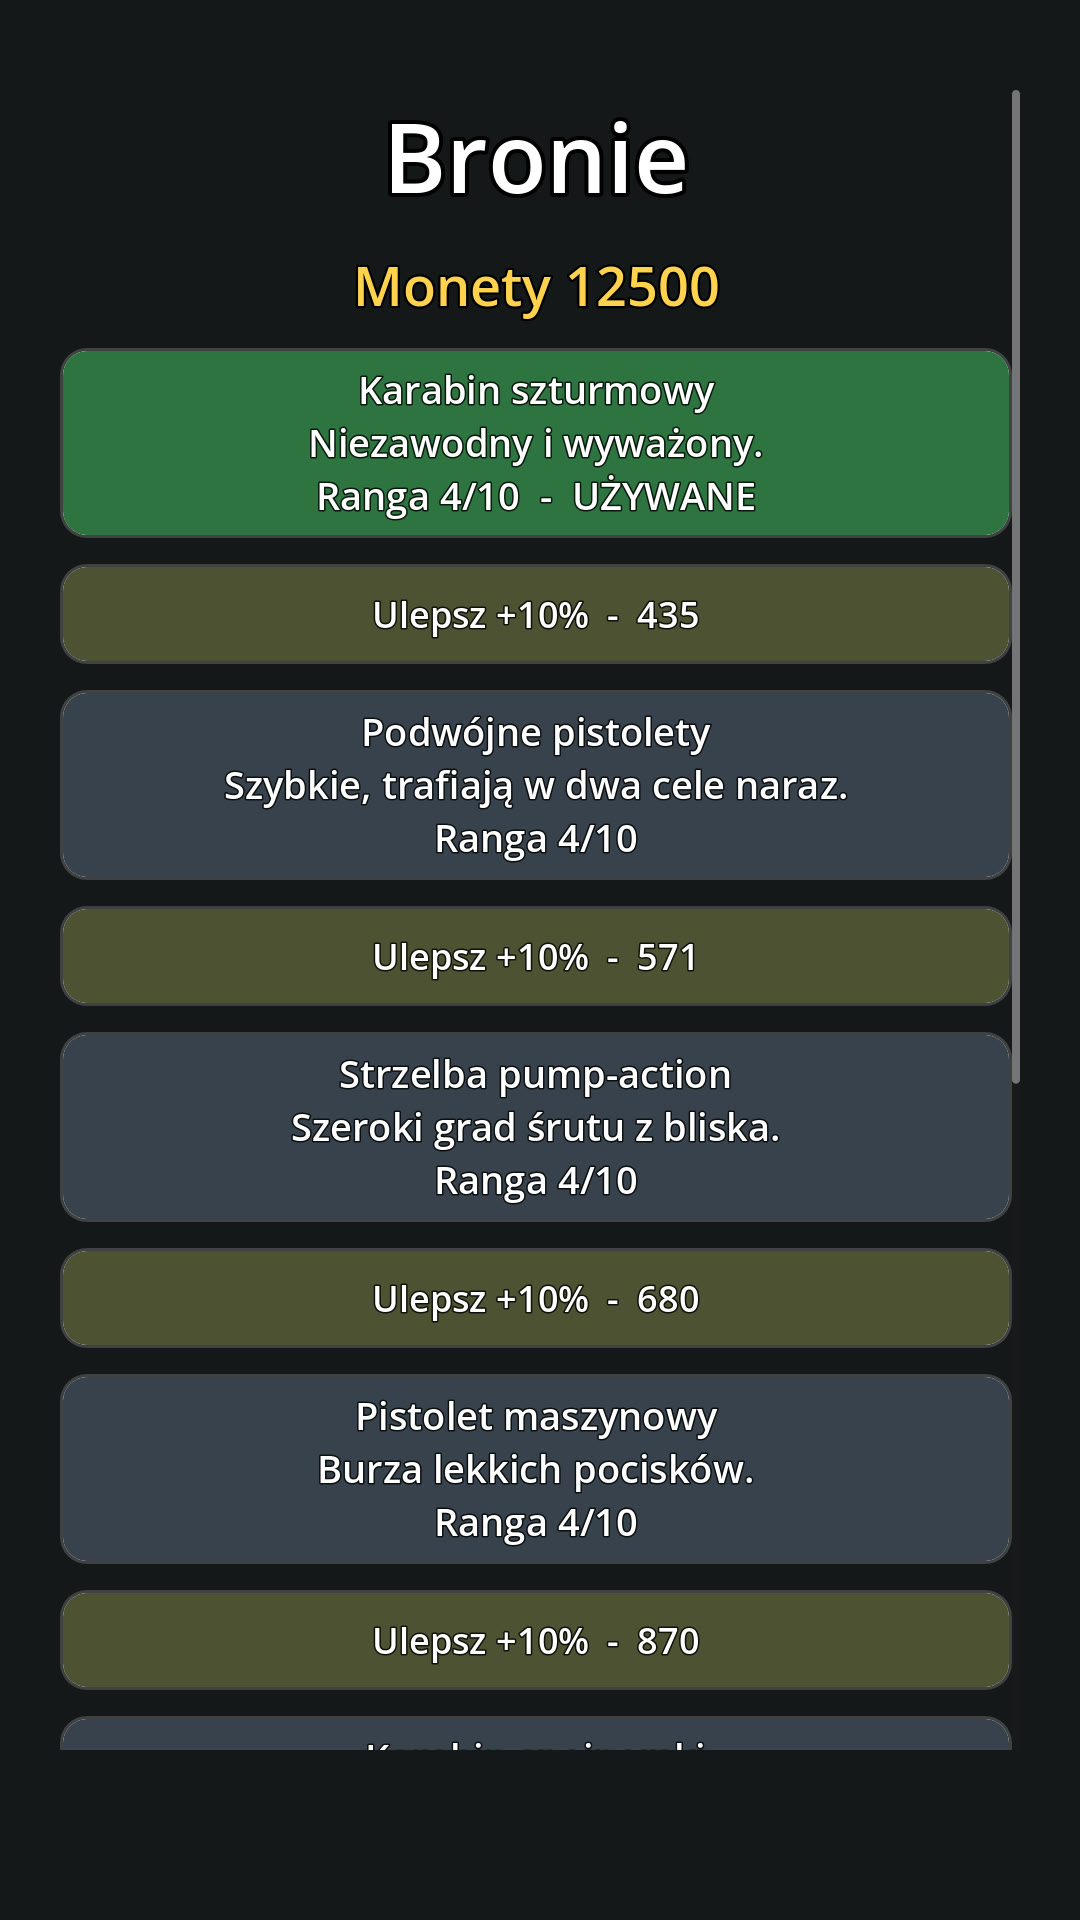 Bronie
Monety 12500
Karabin szturmowy
Niezawodny i wyważony.
Ranga 4/10 - UŻYWANE
Ulepsz +10% - 435
Podwójne pistolety
Szybkie, trafiają w dwa cele naraz.
Ranga 4/10
Ulepsz +10% - 571
Strzelba pump-action
Szeroki grad śrutu z bliska.
Ranga 4/10
Ulepsz +10% - 680
Pistolet maszynowy
Burza lekkich pocisków.
Ranga 4/10
Ulepsz +10% - 870
Karabin